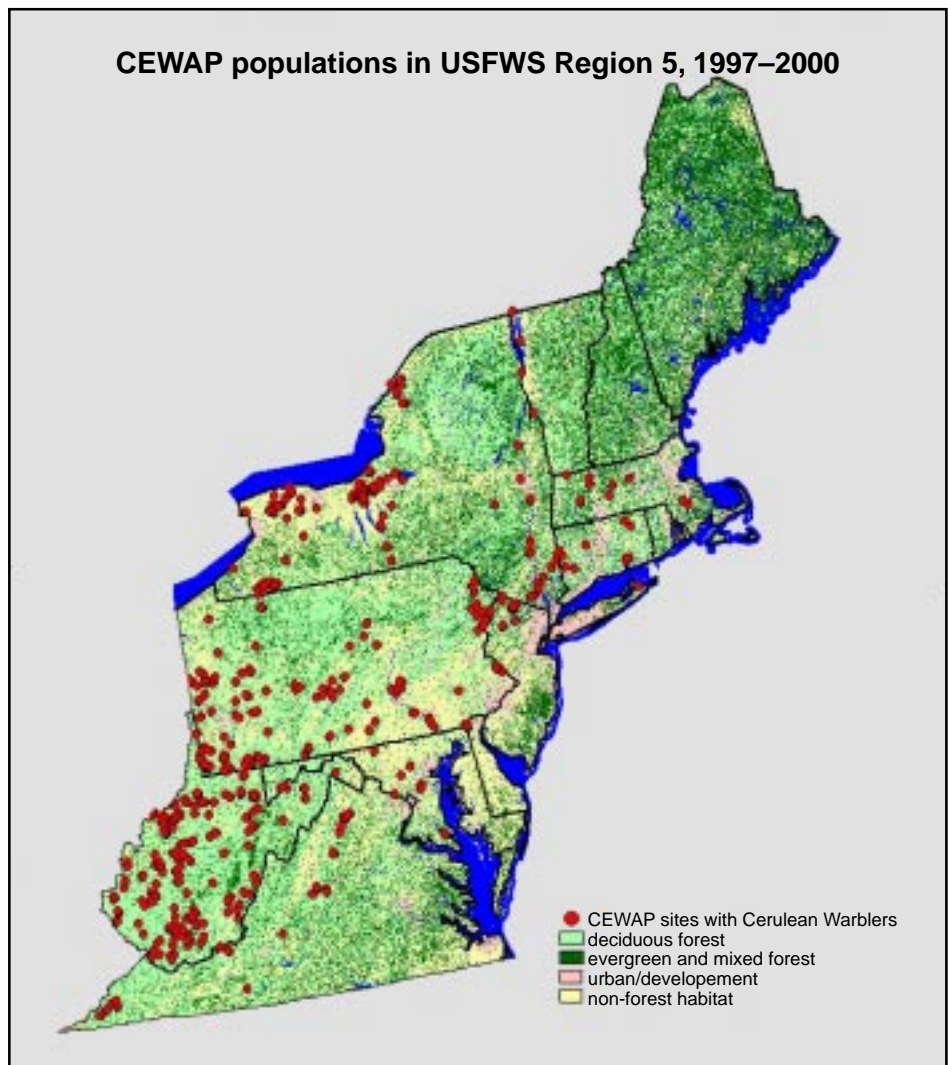 CEWAP populations in USFWS Region 5, 1997–2000
CEWAP sites with Cerulean Warblers
deciduous forest
evergreen and mixed forest
urban/developement
non-forest habitat